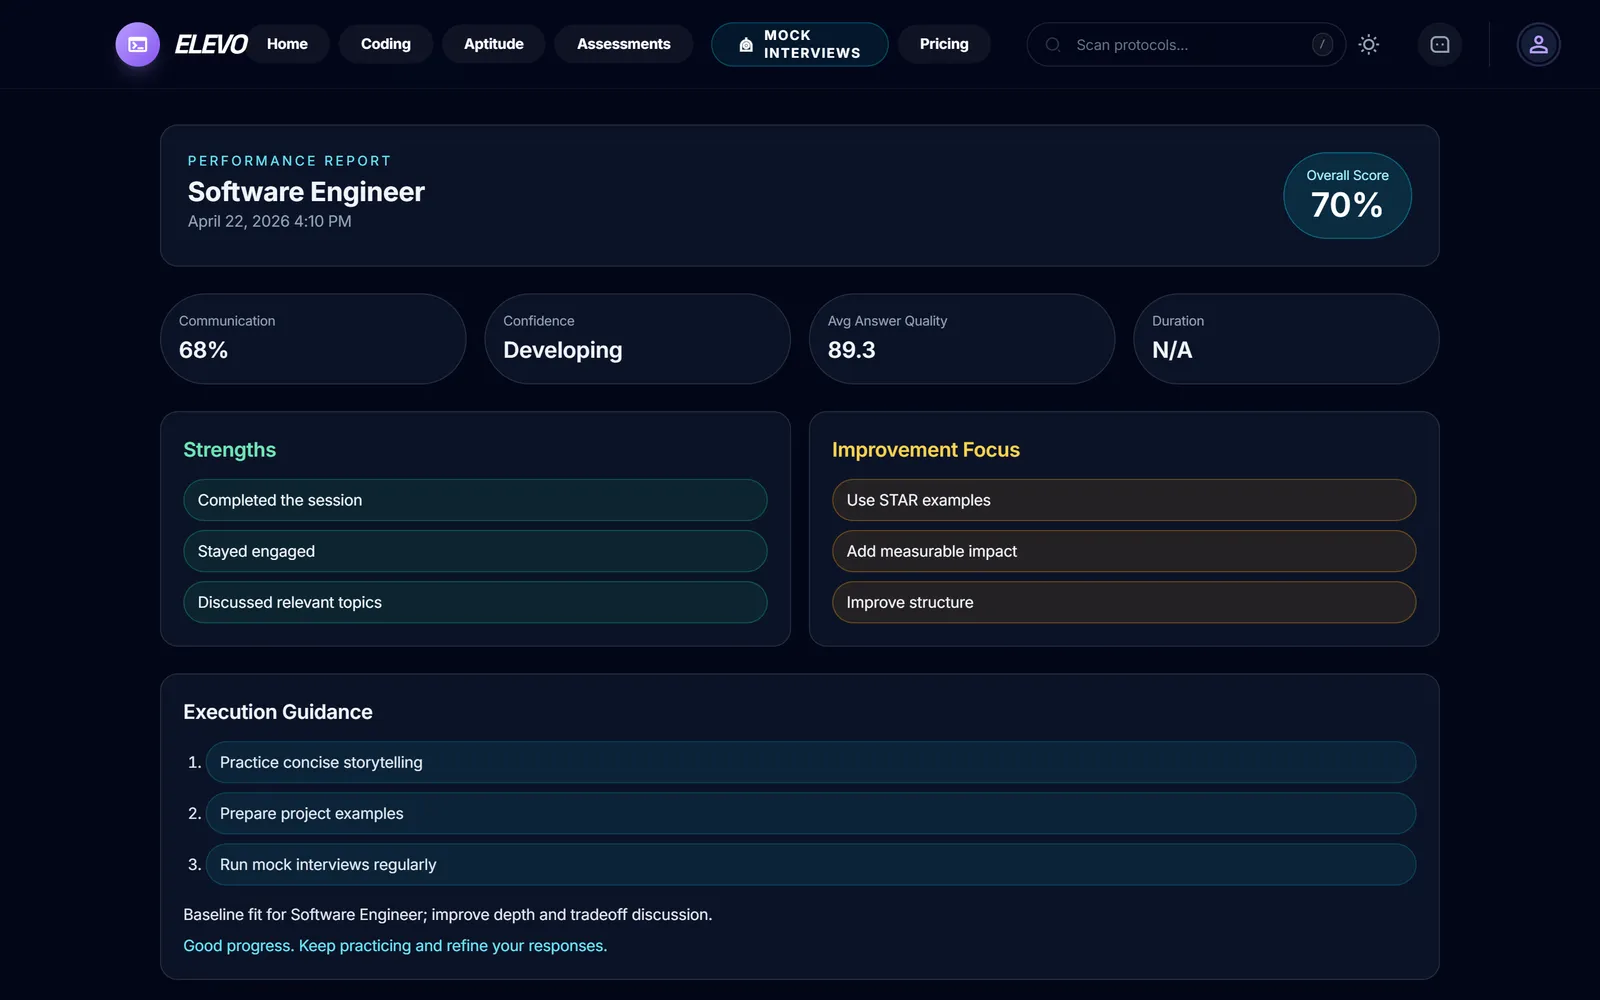 ELEVO
Home
Coding
Aptitude
Assessments
MOCK
INTERVIEWS
Pricing
Scan protocols...
/
PERFORMANCE REPORT
Software Engineer
April 22, 2026 4:10 PM
Overall Score
70%
Communication
68%
Confidence
Developing
Avg Answer Quality
89.3
Duration
N/A
Strengths
Completed the session
Stayed engaged
Discussed relevant topics
Improvement Focus
Use STAR examples
Add measurable impact
Improve structure
Execution Guidance
1. Practice concise storytelling
2. Prepare project examples
3. Run mock interviews regularly
Baseline fit for Software Engineer; improve depth and tradeoff discussion.
Good progress. Keep practicing and refine your responses.